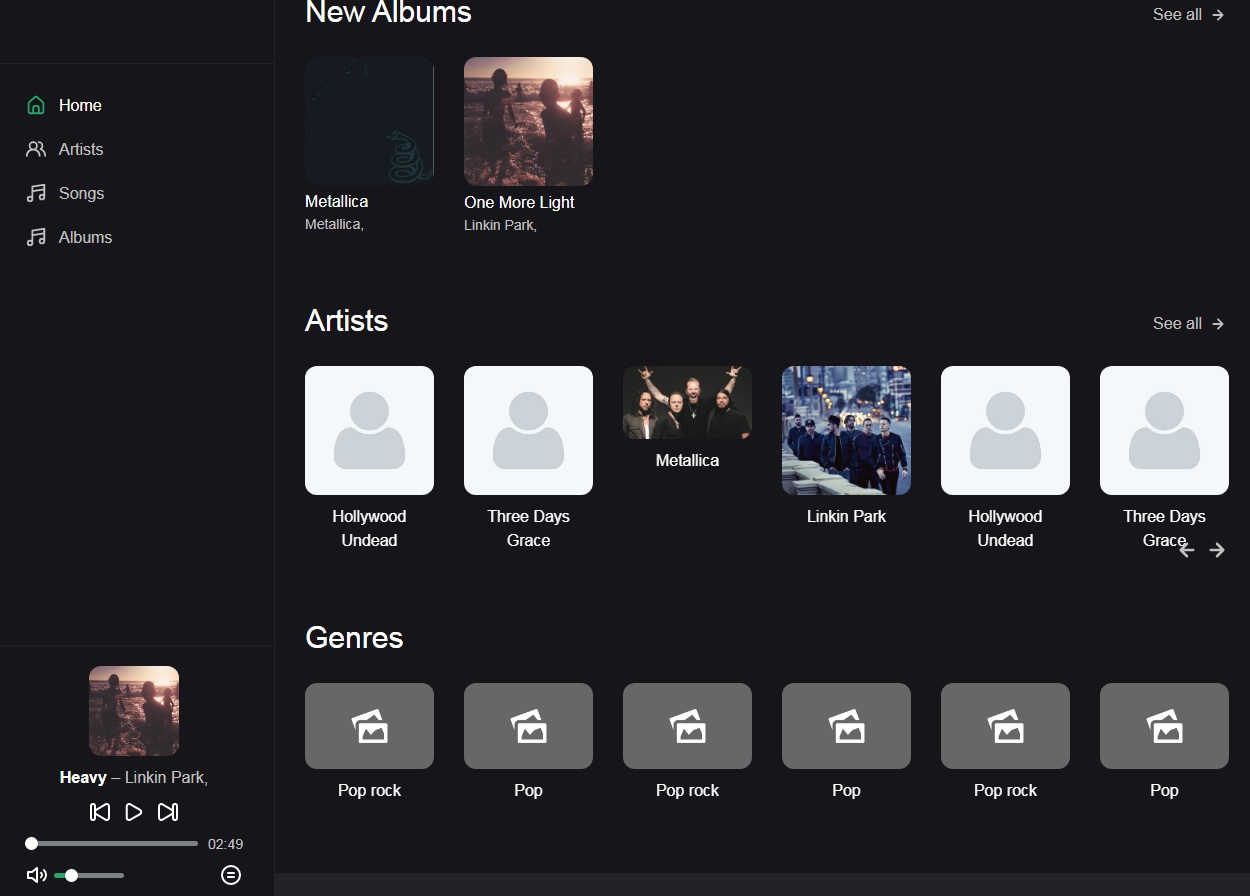 New Albums
See all
Home
Artists
Songs
Albums
Metallica
Metallica,
One More Light
Linkin Park,
Artists
See all
Hollywood
Undead
Three Days
Grace
Metallica
Linkin Park
Hollywood
Undead
Three Days
Grace
Genres
Pop rock
Pop
Pop rock
Pop
Pop rock
Pop
Heavy – Linkin Park,
02:49